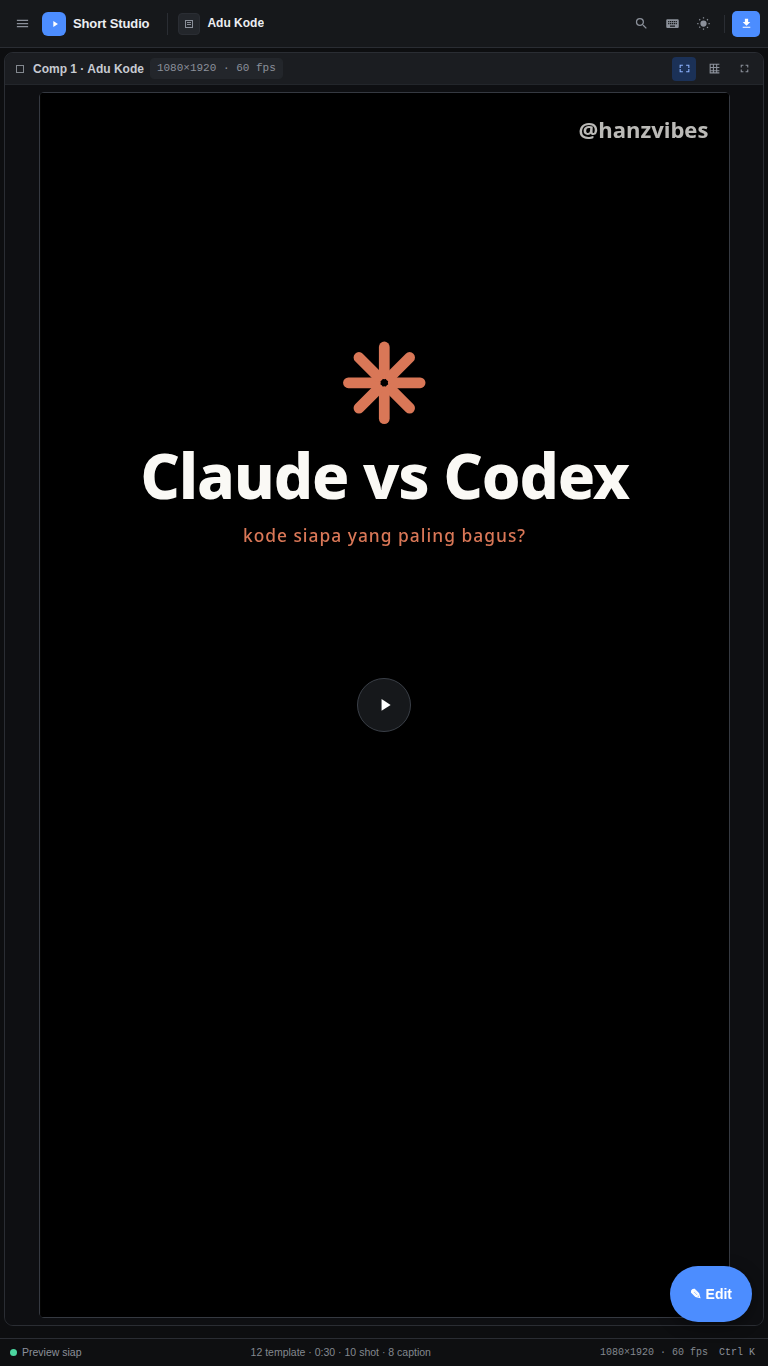 Short Studio
Adu Kode
Comp 1 · Adu Kode
1080×1920 · 60 fps
@hanzvibes
Claude vs Codex
kode siapa yang paling bagus?
✎ Edit
Preview siap
12 template · 0:30 · 10 shot · 8 caption
1080×1920 · 60 fps
Ctrl K